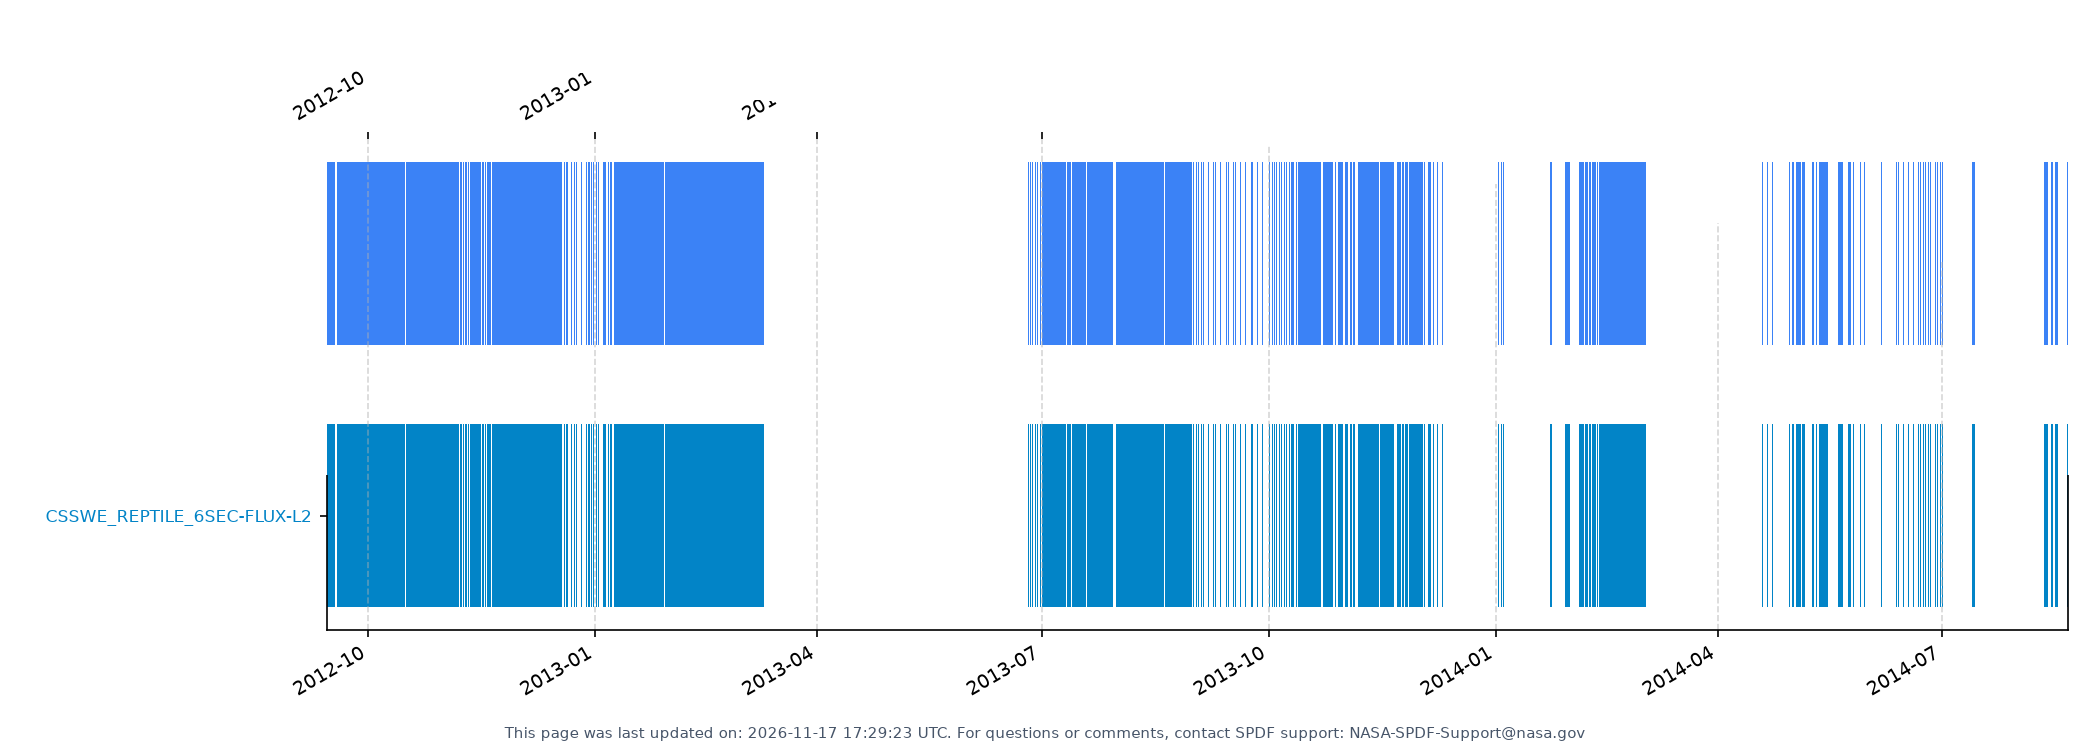 2012-10 2013-01
CSSWE_REPTILE_6SEC-FLUX-L2
2012-10 2013-01 2013-04 2013-07 2013-10 2014-01 2014-04 2014-07
This page was last updated on: 2026-11-17 17:29:23 UTC. For questions or comments, contact SPDF support: NASA-SPDF-Support@nasa.gov